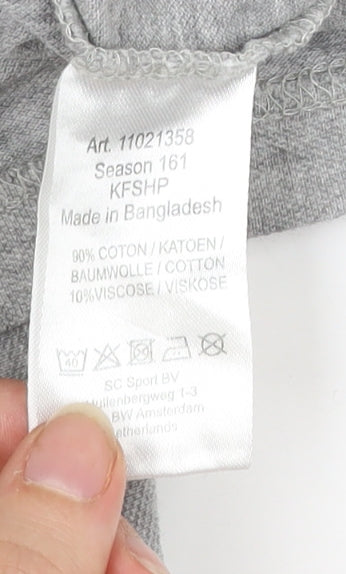 Art. 11021358
Season 161
KFSHP
Made in Bangladesh
90% COTON / KATOEN /
BAUMWOLLE / COTTON
10%VISCOSE / VISKOSE
40
SC Sport BV
1-3
BW Amsterdam